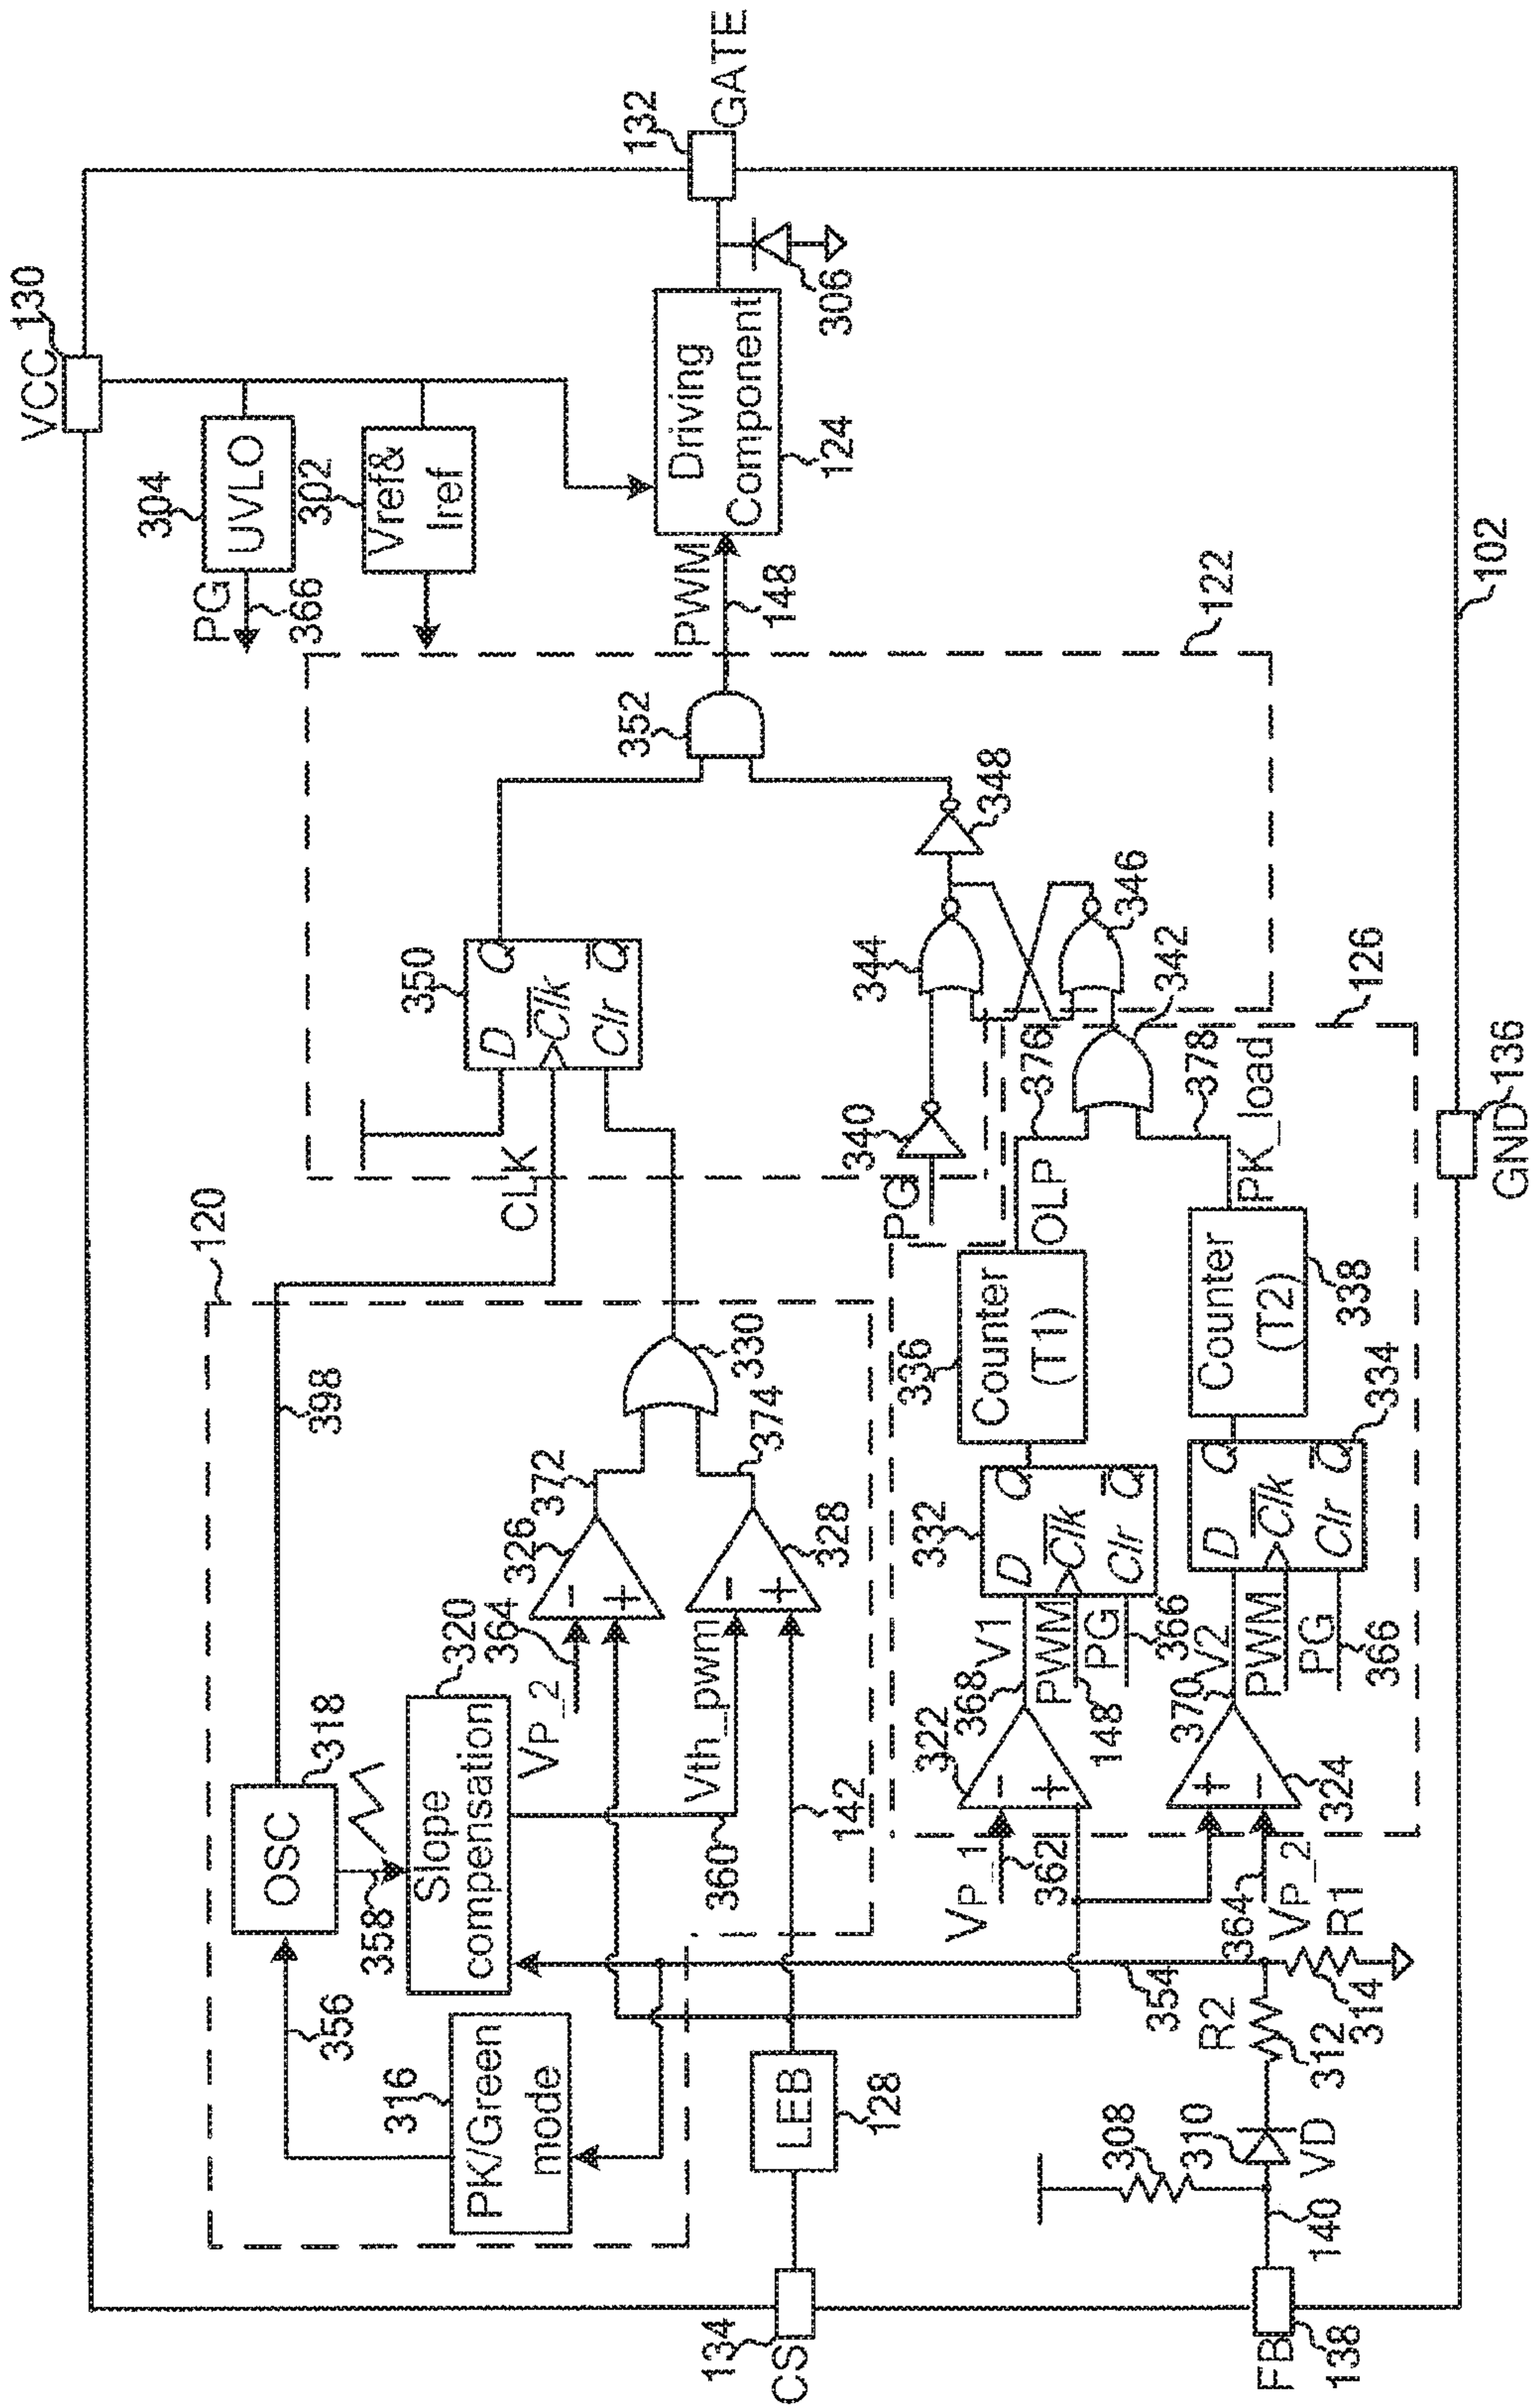 VCC
130
304
UVLO
PG
366
302
Vref&
Iref
132
GATE
306
Driving
Component
124
PWM
148
122
102
352
350
D
Q
Clk
Clr
Q
CLK
344
348
346
342
340
PG
126
GND
136
120
398
OSC
318
358
356
PK/Green
mode
316
Slope
compensation
320
364
VP_2
326
372
330
374
328
Vth_pwm
360
142
CS
134
LEB
128
336
Counter
(T1)
OLP
376
378
PK_load
Counter
(T2)
338
334
D
Q
Clk
Clr
Q
332
D
Q
Clk
Clr
Q
322
368
V1
PWM
148
PG
366
370
V2
PWM
PG
366
324
VP_1
362
364
VP_2
R1
314
354
R2
312
308
310
VD
140
FB
138
-
+
-
+
-
+
+
-